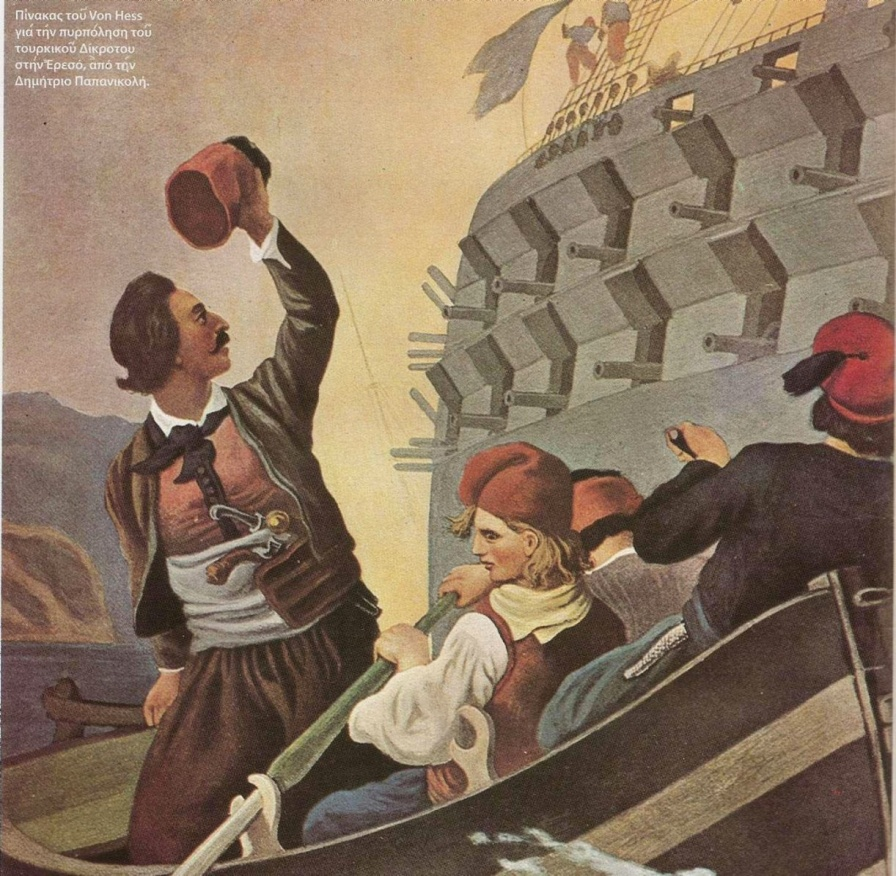 Πίνακας τοῦ Von Hess
γιά τήν πυρπόληση τοῦ
τουρκικοῦ Δίκροτου
στήν Ἐρεσό, ἀπό τήν
Δημήτριο Παπανικολή.